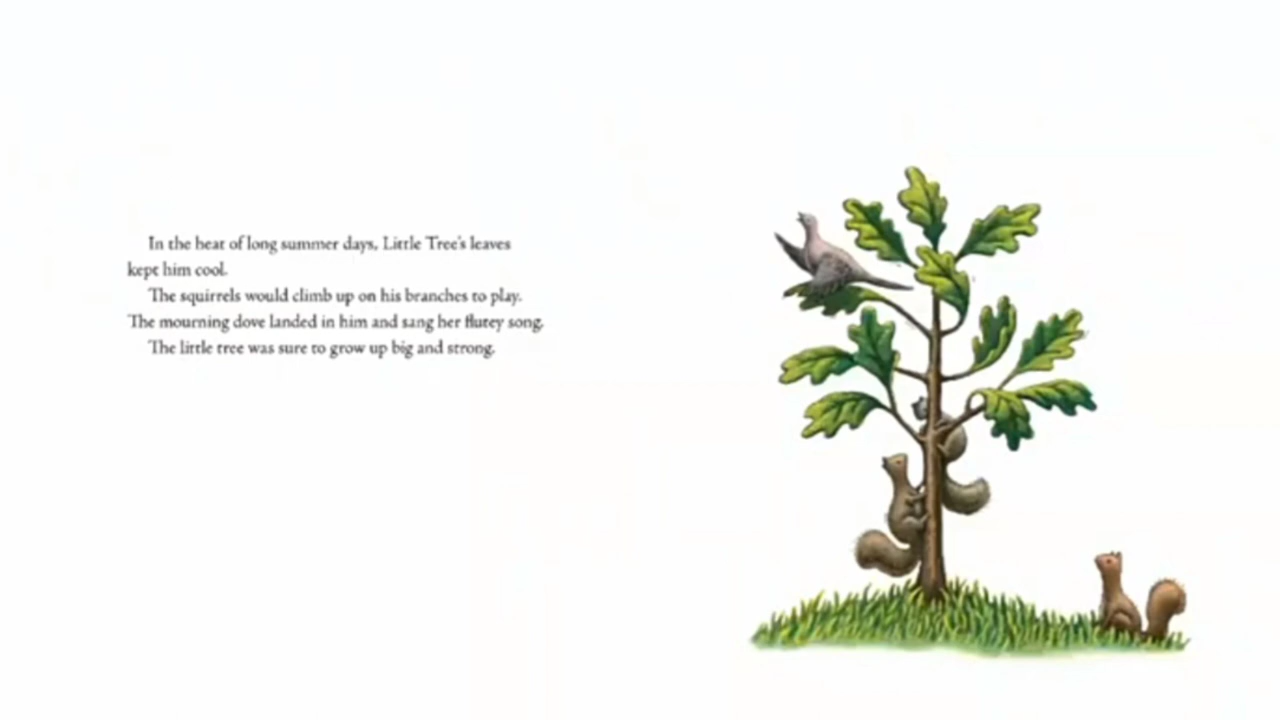 In the heat of long summer days, Little Tree's leaves
kept him cool.
The squirrels would climb up on his branches to play.
The mourning dove landed in him and sang her flutey song.
The little tree was sure to grow up big and strong.